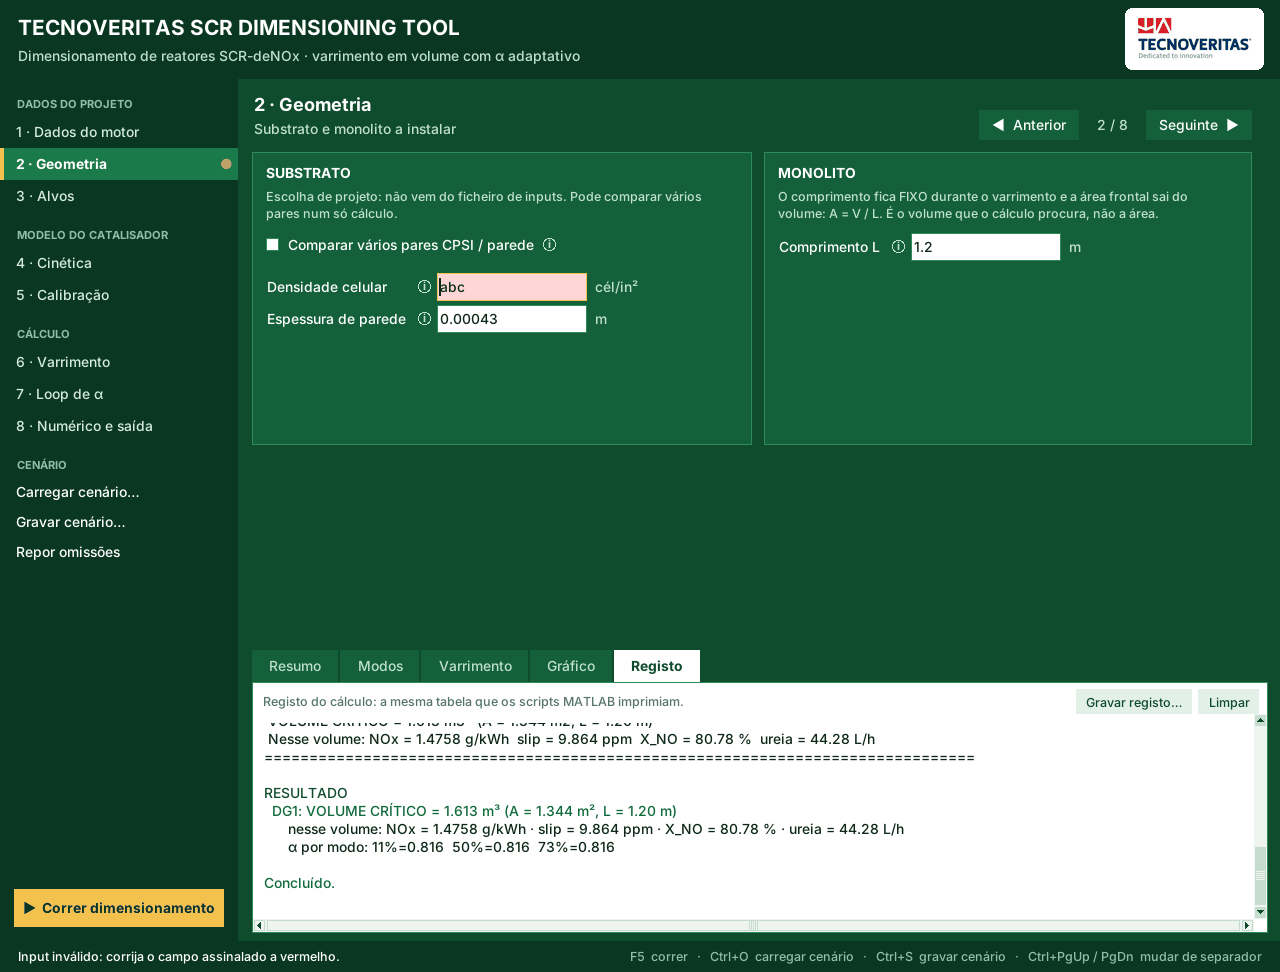 TECNOVERITAS SCR DIMENSIONING TOOL
Dimensionamento de reatores SCR-deNOx · varrimento em volume com α adaptativo
TECNOVERITAS
Dedicated to innovation
DADOS DO PROJETO
1 · Dados do motor
2 · Geometria
3 · Alvos
MODELO DO CATALISADOR
4 · Cinética
5 · Calibração
CÁLCULO
6 · Varrimento
7 · Loop de α
8 · Numérico e saída
CENÁRIO
Carregar cenário...
Gravar cenário...
Repor omissões
▶ Correr dimensionamento
2 · Geometria
Substrato e monolito a instalar
◀ Anterior
2 / 8
Seguinte ▶
SUBSTRATO
Escolha de projeto: não vem do ficheiro de inputs. Pode comparar vários
pares num só cálculo.
Comparar vários pares CPSI / parede ⓘ
Densidade celular ⓘ abc cél/in²
Espessura de parede ⓘ 0.00043 m
MONOLITO
O comprimento fica FIXO durante o varrimento e a área frontal sai do
volume: A = V / L. É o volume que o cálculo procura, não a área.
Comprimento L ⓘ 1.2 m
Resumo
Modos
Varrimento
Gráfico
Registo
Registo do cálculo: a mesma tabela que os scripts MATLAB imprimiam.
Gravar registo...
Limpar
VOLUME CRITICO = 1.613 m3 (A = 1.344 m2, L = 1.20 m)
Nesse volume: NOx = 1.4758 g/kWh slip = 9.864 ppm X_NO = 80.78 % ureia = 44.28 L/h
===============================================================================
RESULTADO
DG1: VOLUME CRÍTICO = 1.613 m³ (A = 1.344 m², L = 1.20 m)
nesse volume: NOx = 1.4758 g/kWh · slip = 9.864 ppm · X_NO = 80.78 % · ureia = 44.28 L/h
α por modo: 11%=0.816 50%=0.816 73%=0.816
Concluído.
Input inválido: corrija o campo assinalado a vermelho.
F5 correr · Ctrl+O carregar cenário · Ctrl+S gravar cenário · Ctrl+PgUp / PgDn mudar de separador